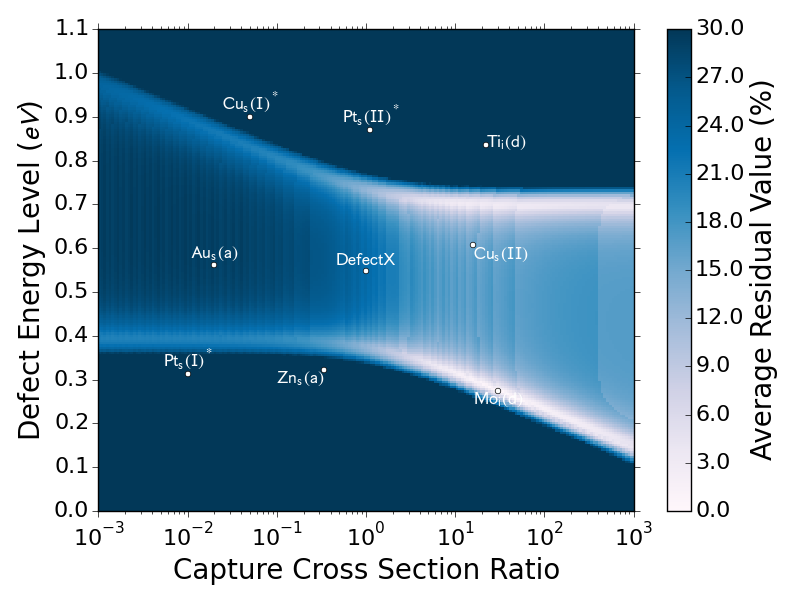 1.1
1.0
0.9
0.8
0.7
0.6
0.5
0.4
0.3
0.2
0.1
0.0
Defect Energy Level (eV)
Cuₛ(I)*
Ptₛ(II)*
Tiᵢ(d)
Auₛ(a)
DefectX
Cuₛ(II)
Ptₛ(I)*
Znₛ(a)
Moᵢ(d)
10⁻³ 10⁻² 10⁻¹ 10⁰ 10¹ 10² 10³
Capture Cross Section Ratio
30.0
27.0
24.0
21.0
18.0
15.0
12.0
9.0
6.0
3.0
0.0
Average Residual Value (%)